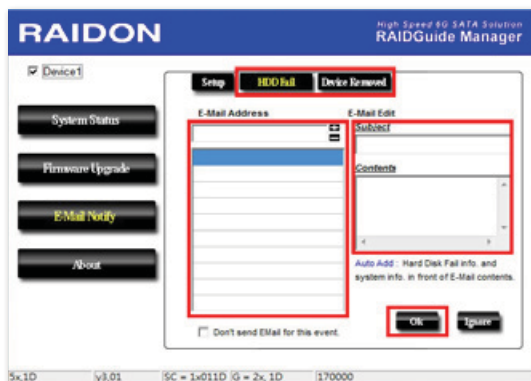 RAIDON
High Speed 6G SATA Solution
RAIDGuide Manager
Device1
System Status
Firmware Upgrade
E-Mail Notify
About
Setup
HDD Fail
Device Removed
E-Mail Address
E-Mail Edit
Subject
Contents
Auto Add : Hard Disk Fail info. and
system info. in front of E-Mail contents.
Don't send EMail for this event.
Ok
Ignore
5x,1D
v3.01
SC = 1x011D
G = 2x, 1D
170000